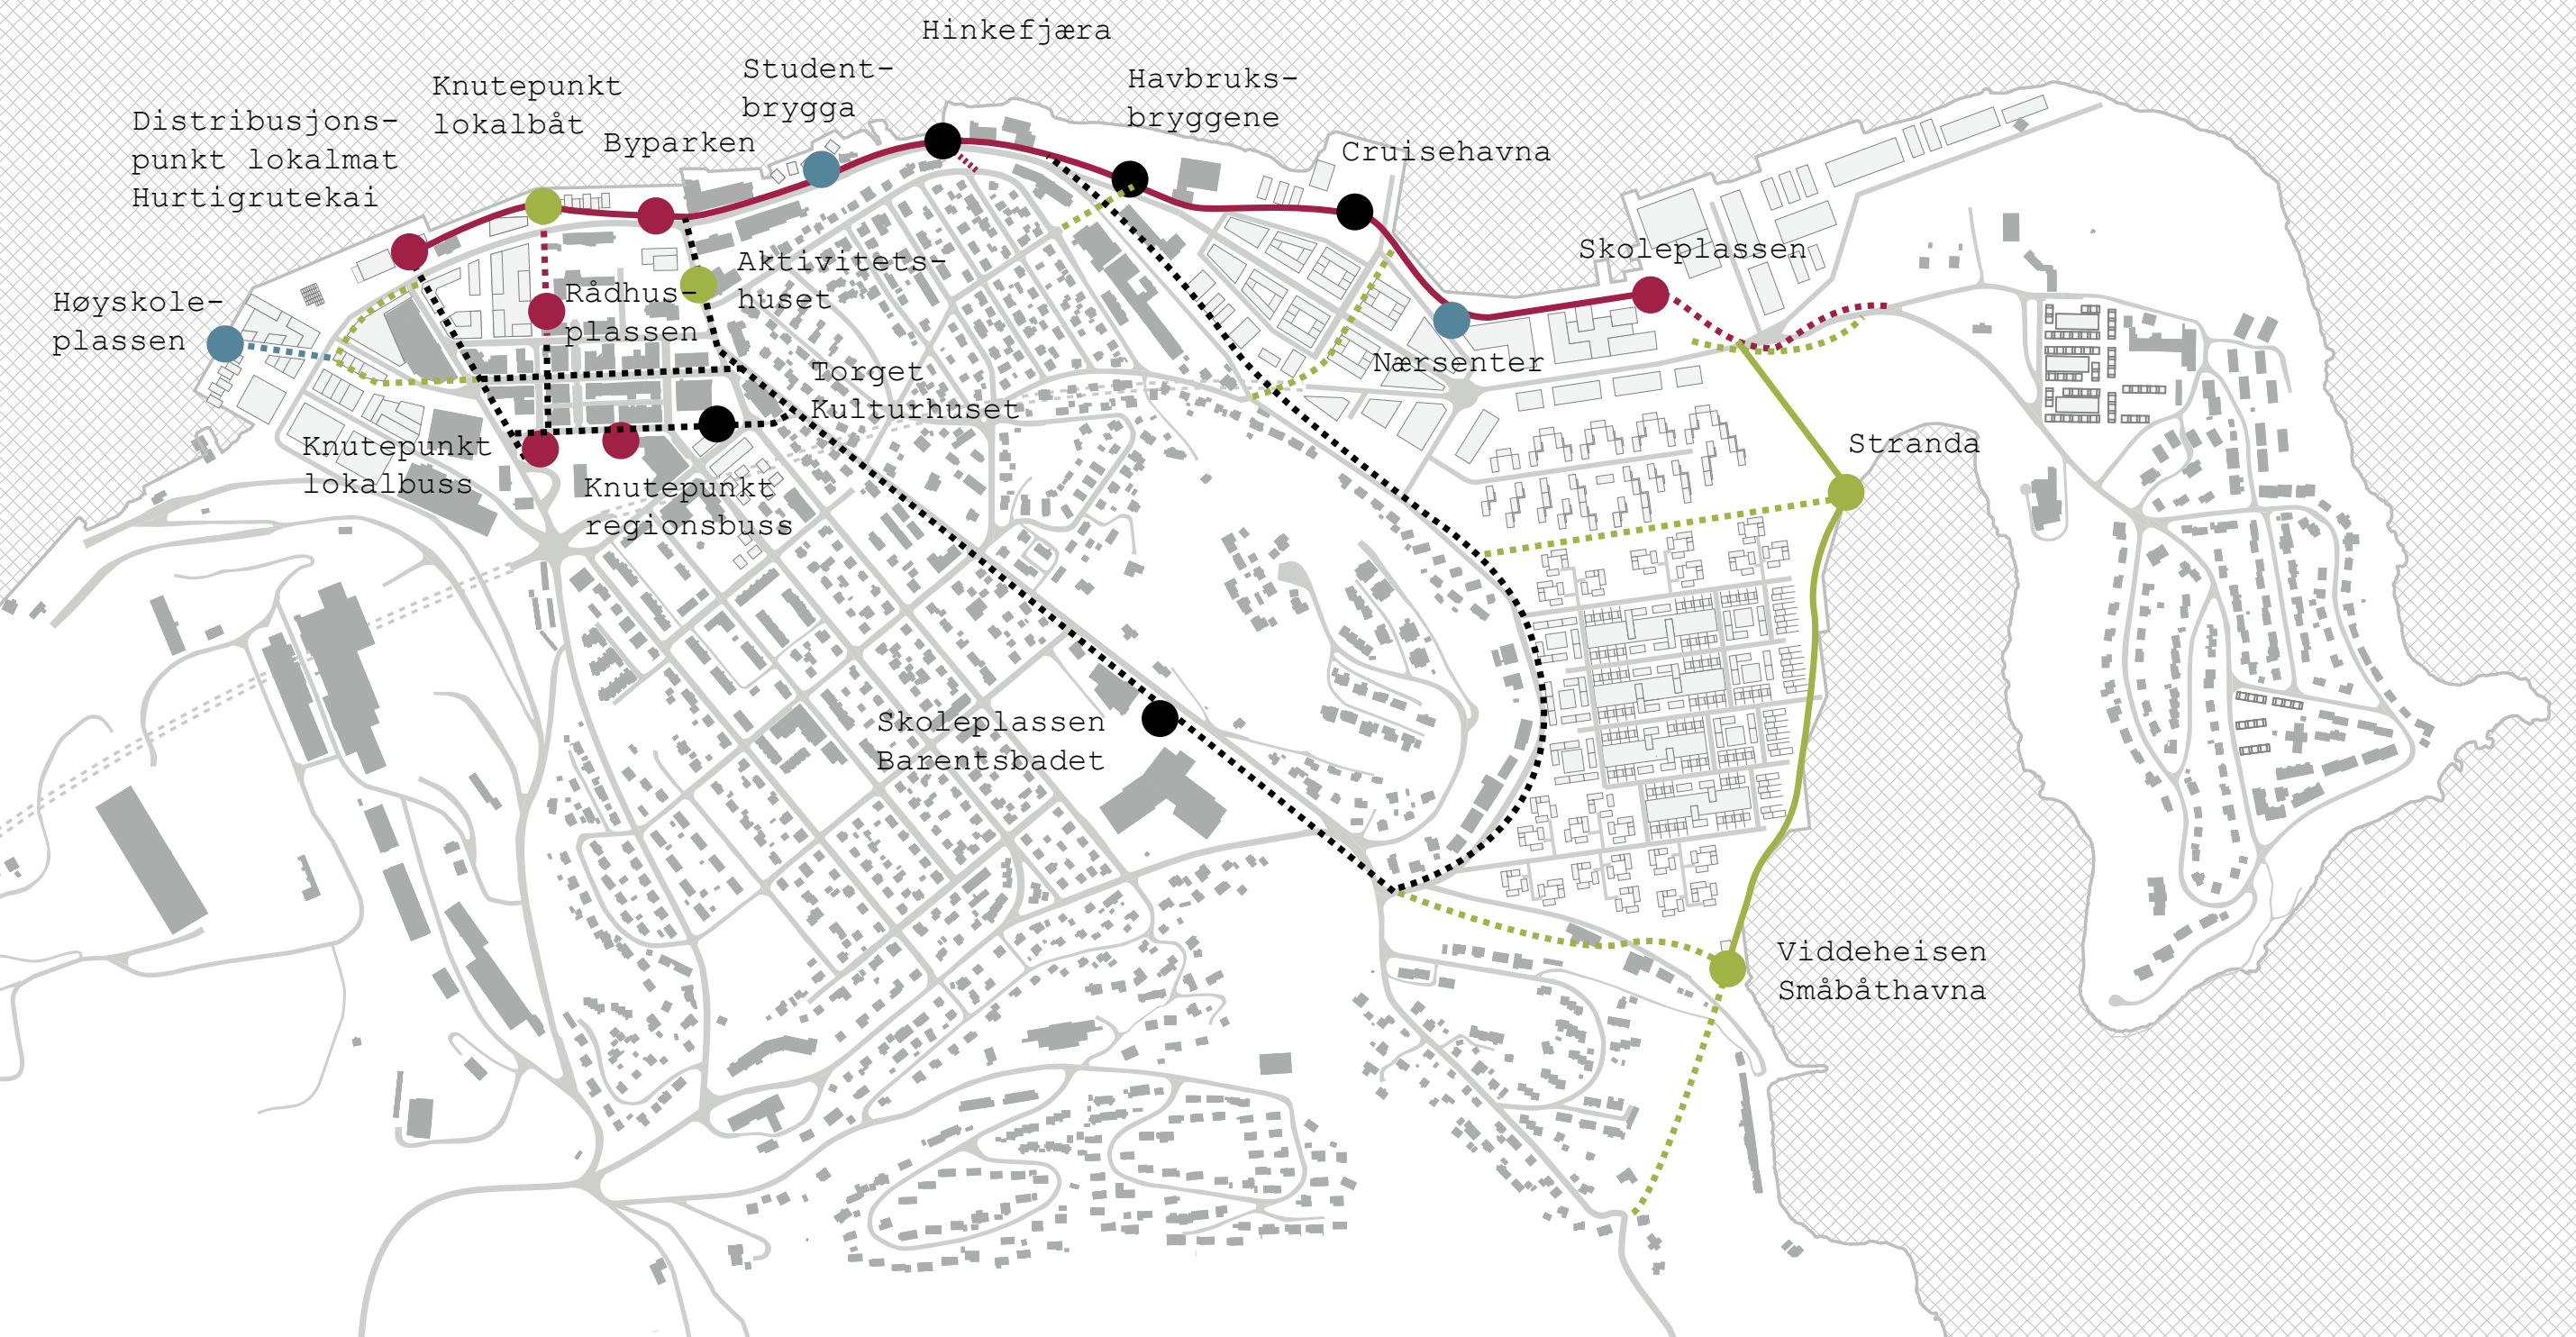 Hinkefjæra
Student-
brygga
Havbruks-
bryggene
Knutepunkt
lokalbåt
Distribusjons-
punkt lokalmat
Hurtigrutekai
Byparken
Cruisehavna
Skoleplassen
Aktivitets-
huset
Rådhus-
plassen
Høyskole-
plassen
Nærsenter
Torget
Kulturhuset
Stranda
Knutepunkt
lokalbuss
Knutepunkt
regionsbuss
Skoleplassen
Barentsbadet
Viddeheisen
Småbåthavna